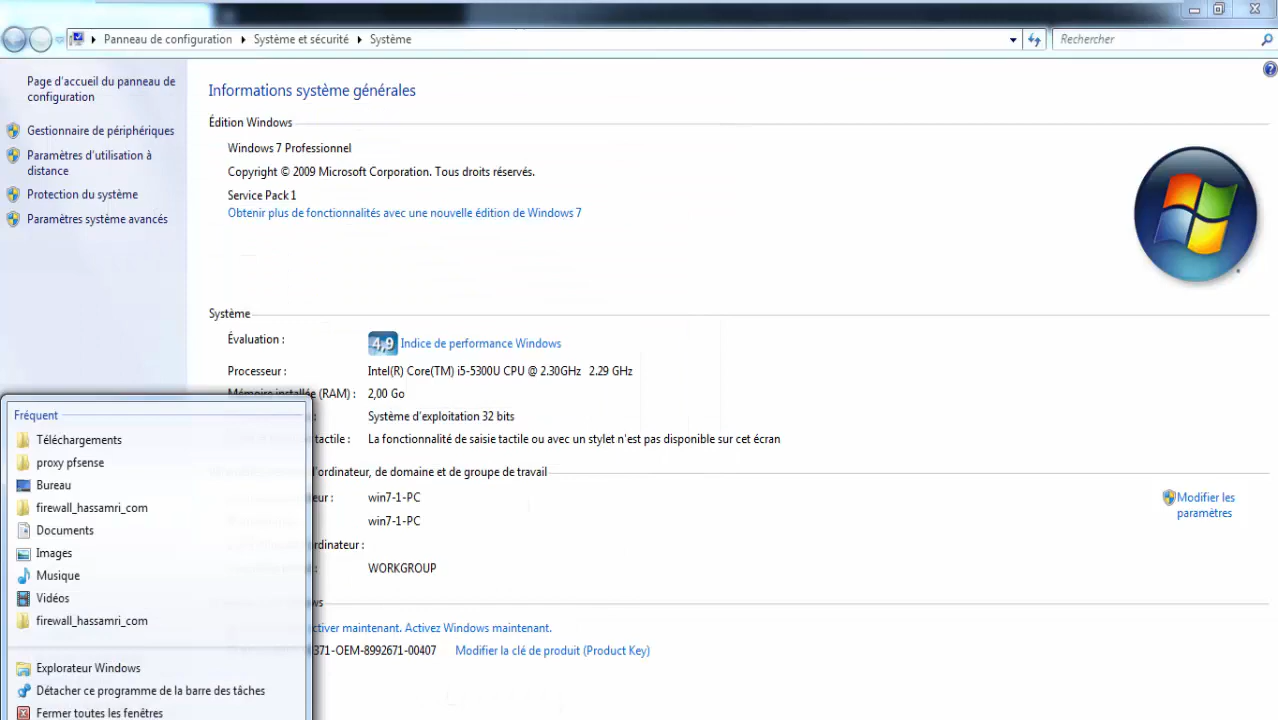 Panneau de configuration ▸ Système et sécurité ▸ Système
Rechercher
Page d'accueil du panneau de
configuration
Gestionnaire de périphériques
Paramètres d'utilisation à
distance
Protection du système
Paramètres système avancés
Informations système générales
Édition Windows
Windows 7 Professionnel
Copyright © 2009 Microsoft Corporation. Tous droits réservés.
Service Pack 1
Obtenir plus de fonctionnalités avec une nouvelle édition de Windows 7
Système
Évaluation :
4,9 Indice de performance Windows
Processeur : Intel(R) Core(TM) i5-5300U CPU @ 2.30GHz 2.29 GHz
Mémoire installée (RAM) : 2,00 Go
Système d'exploitation 32 bits
tactile : La fonctionnalité de saisie tactile ou avec un stylet n'est pas disponible sur cet écran
d'ordinateur, de domaine et de groupe de travail
win7-1-PC
win7-1-PC
WORKGROUP
Modifier les
paramètres
activer maintenant. Activez Windows maintenant.
371-OEM-8992671-00407 Modifier la clé de produit (Product Key)
Fréquent
Téléchargements
proxy pfsense
Bureau
firewall_hassamri_com
Documents
Images
Musique
Vidéos
firewall_hassamri_com
Explorateur Windows
Détacher ce programme de la barre des tâches
Fermer toutes les fenêtres